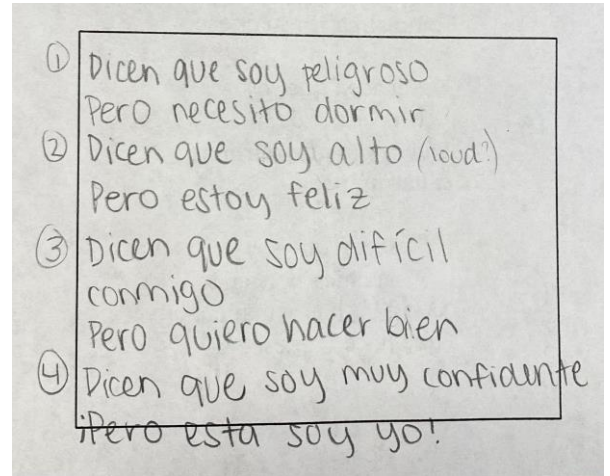 ① Dicen que soy peligroso
Pero necesito dormir
② Dicen que soy alto (loud?)
Pero estoy feliz
③ Dicen que soy difícil
conmigo
Pero quiero hacer bien
④ Dicen que soy muy confidente
¡Pero esta soy yo!